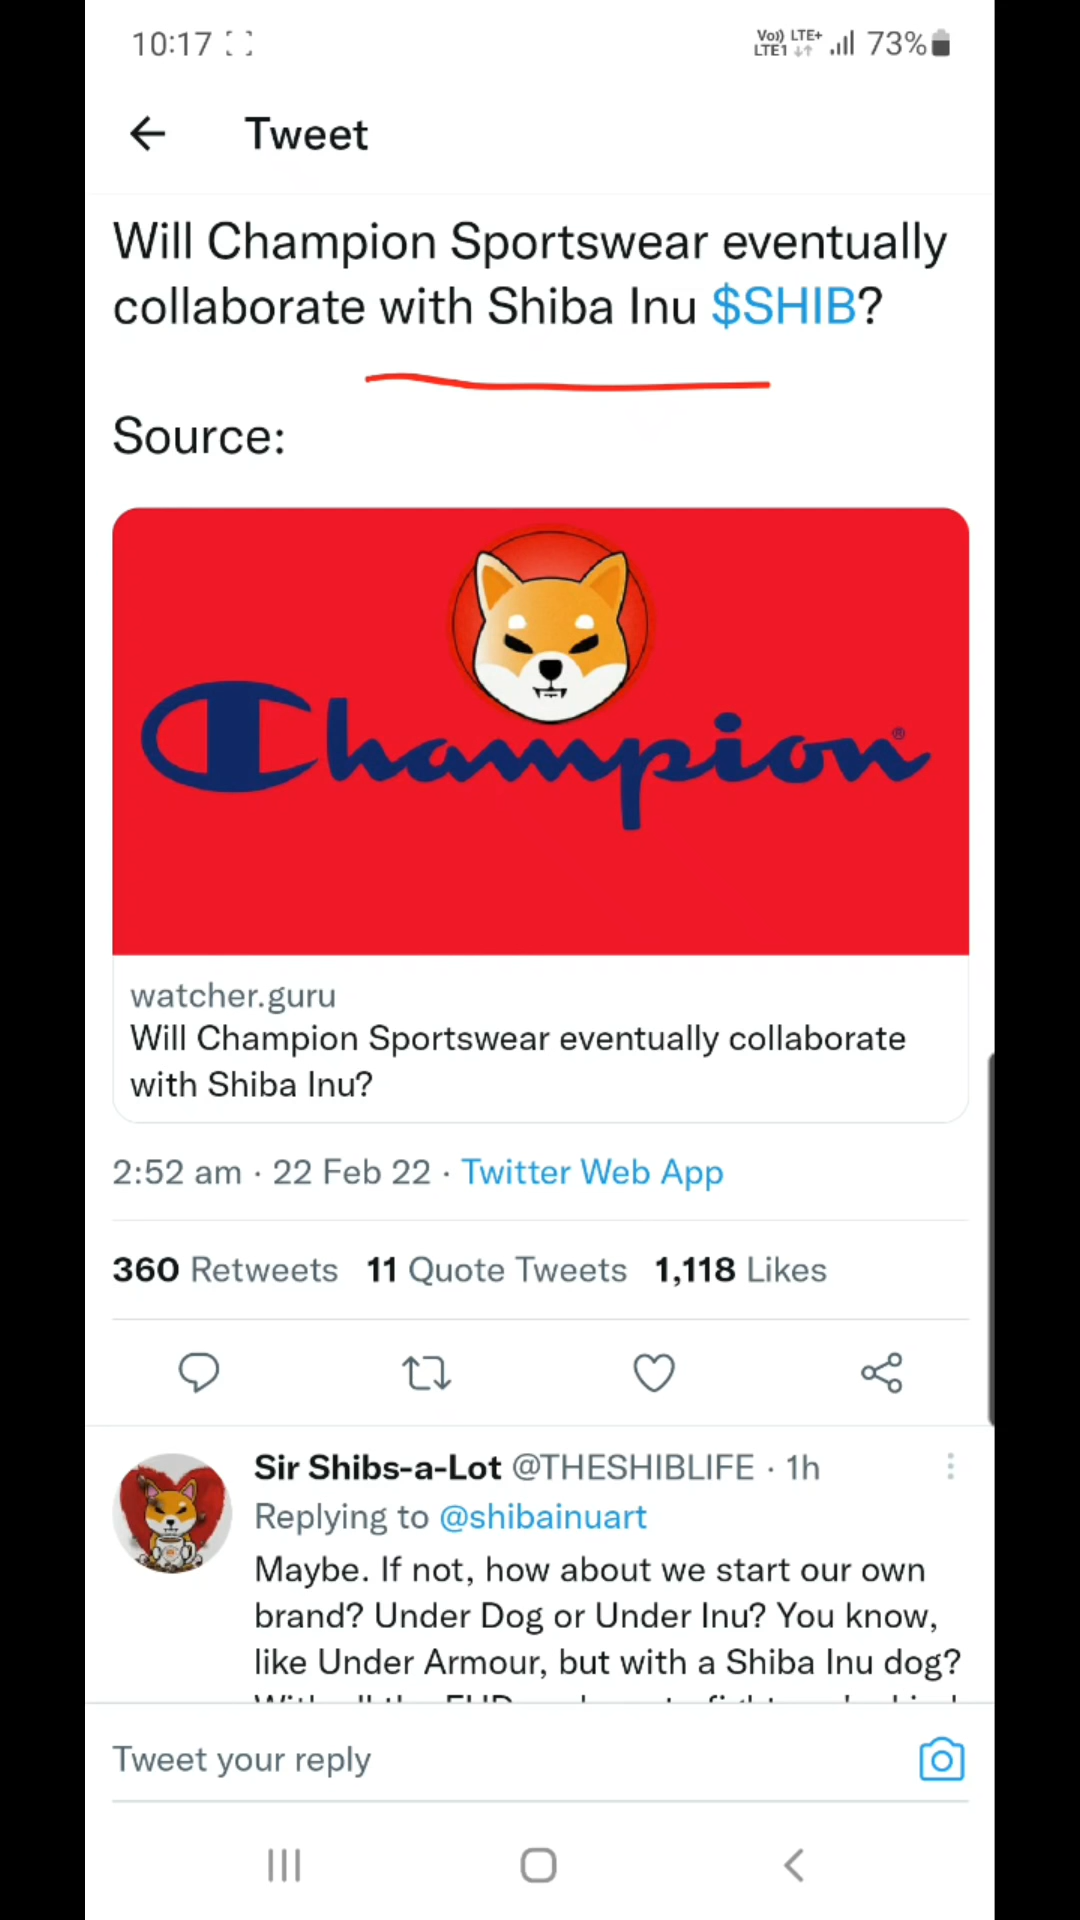 10:17
Vo)) LTE+
LTE1
73%
Tweet
Will Champion Sportswear eventually
collaborate with Shiba Inu $SHIB?
Source:
Champion®
watcher.guru
Will Champion Sportswear eventually collaborate
with Shiba Inu?
2:52 am · 22 Feb 22 · Twitter Web App
360 Retweets 11 Quote Tweets 1,118 Likes
Sir Shibs-a-Lot @THESHIBLIFE · 1h
Replying to @shibainuart
Maybe. If not, how about we start our own
brand? Under Dog or Under Inu? You know,
like Under Armour, but with a Shiba Inu dog?
Tweet your reply